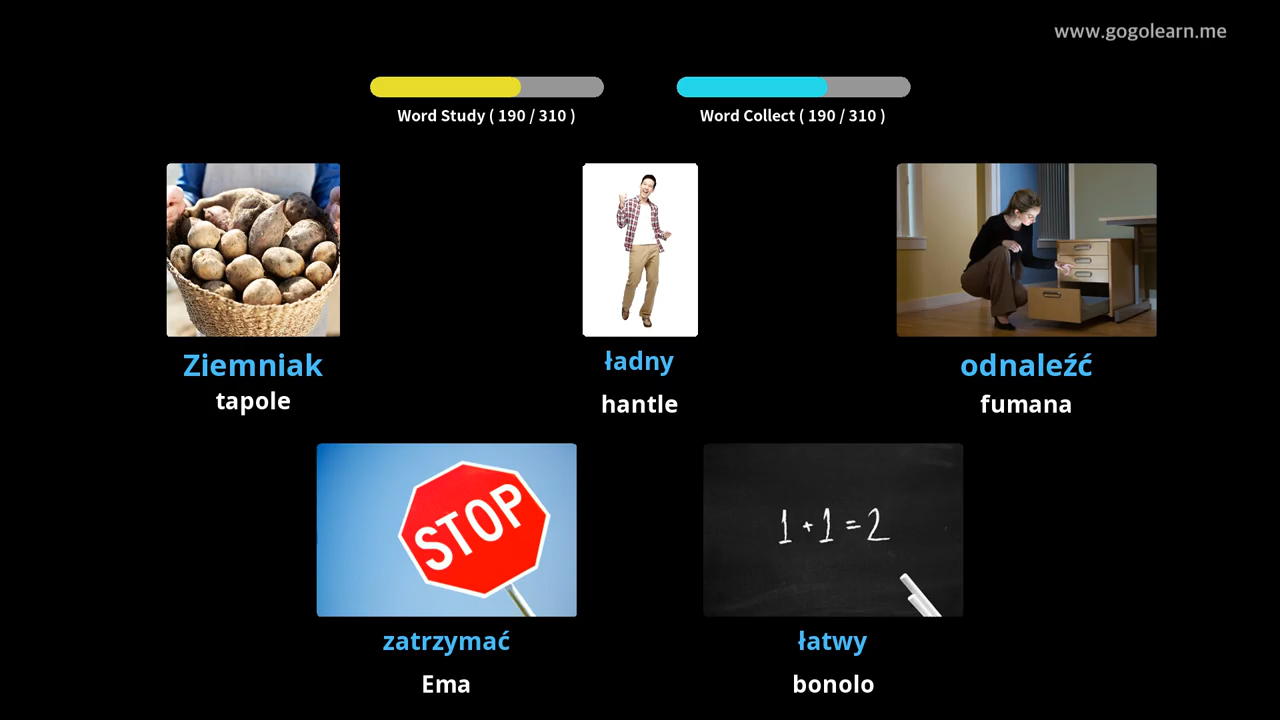 www.gogolearn.me
Word Study ( 190 / 310 )
Word Collect ( 190 / 310 )
Ziemniak
tapole
ładny
hantle
odnaleźć
fumana
STOP
1 + 1 = 2
zatrzymać
Ema
łatwy
bonolo